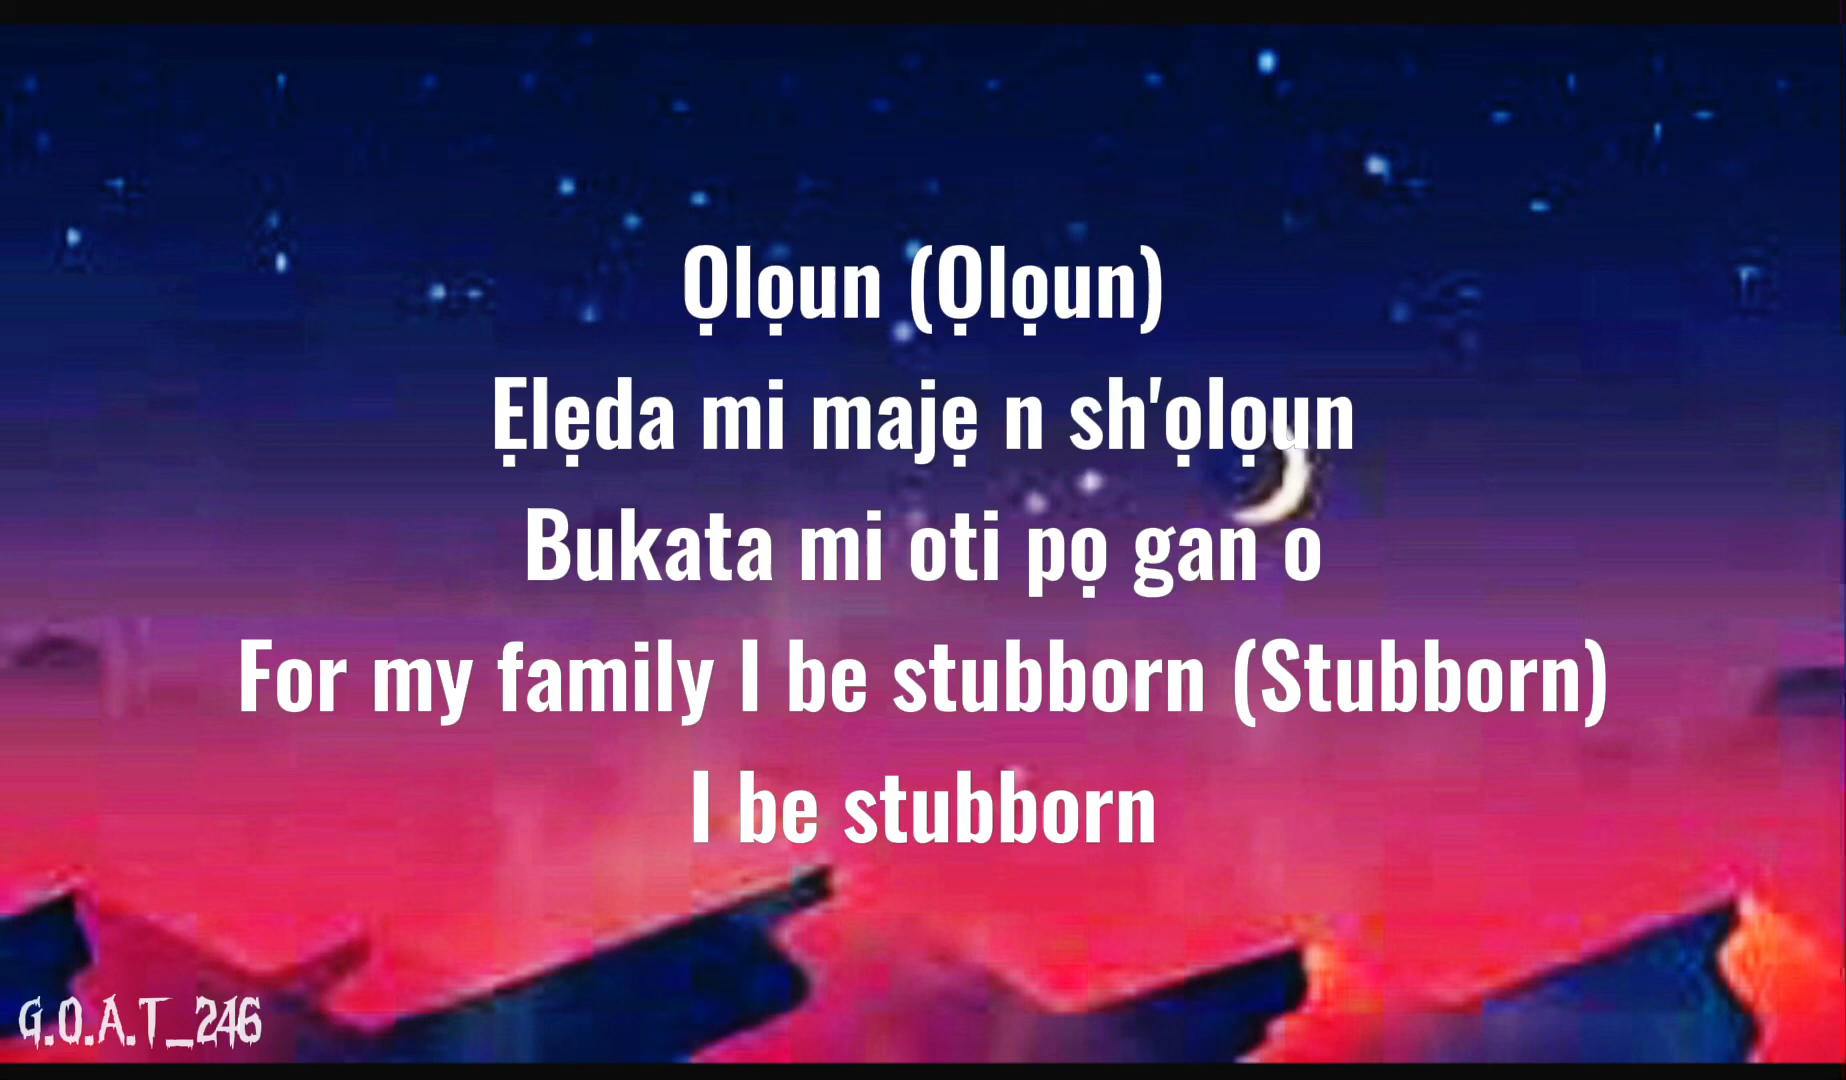 Ọlọun (Ọlọun)
Ẹlẹda mi majẹ n sh'ọlọun
Bukata mi oti pọ gan o
For my family I be stubborn (Stubborn)
I be stubborn
G.O.A.T_246